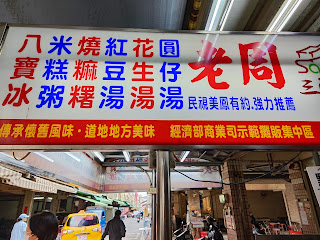 八寶冰
米糕粥
燒麻糬
紅豆湯
花生湯
圓仔湯
老周
民視美鳳有約.強力推薦
傳承懷舊風味・道地地方美味 經濟部商業司示範攤販集中區